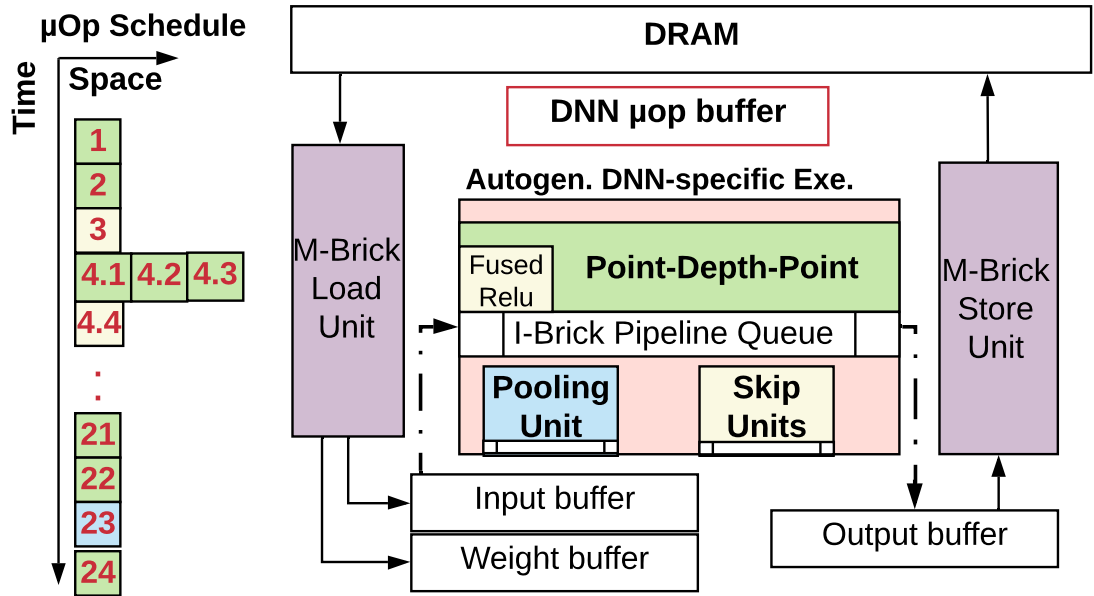 µOp Schedule
Space
Time
1
2
3
4.1 4.2 4.3
4.4
:
21
22
23
24
DRAM
DNN µop buffer
Autogen. DNN-specific Exe.
M-Brick
Load
Unit
Fused
Relu
Point-Depth-Point
I-Brick Pipeline Queue
Pooling
Unit
Skip
Units
M-Brick
Store
Unit
Input buffer
Weight buffer
Output buffer